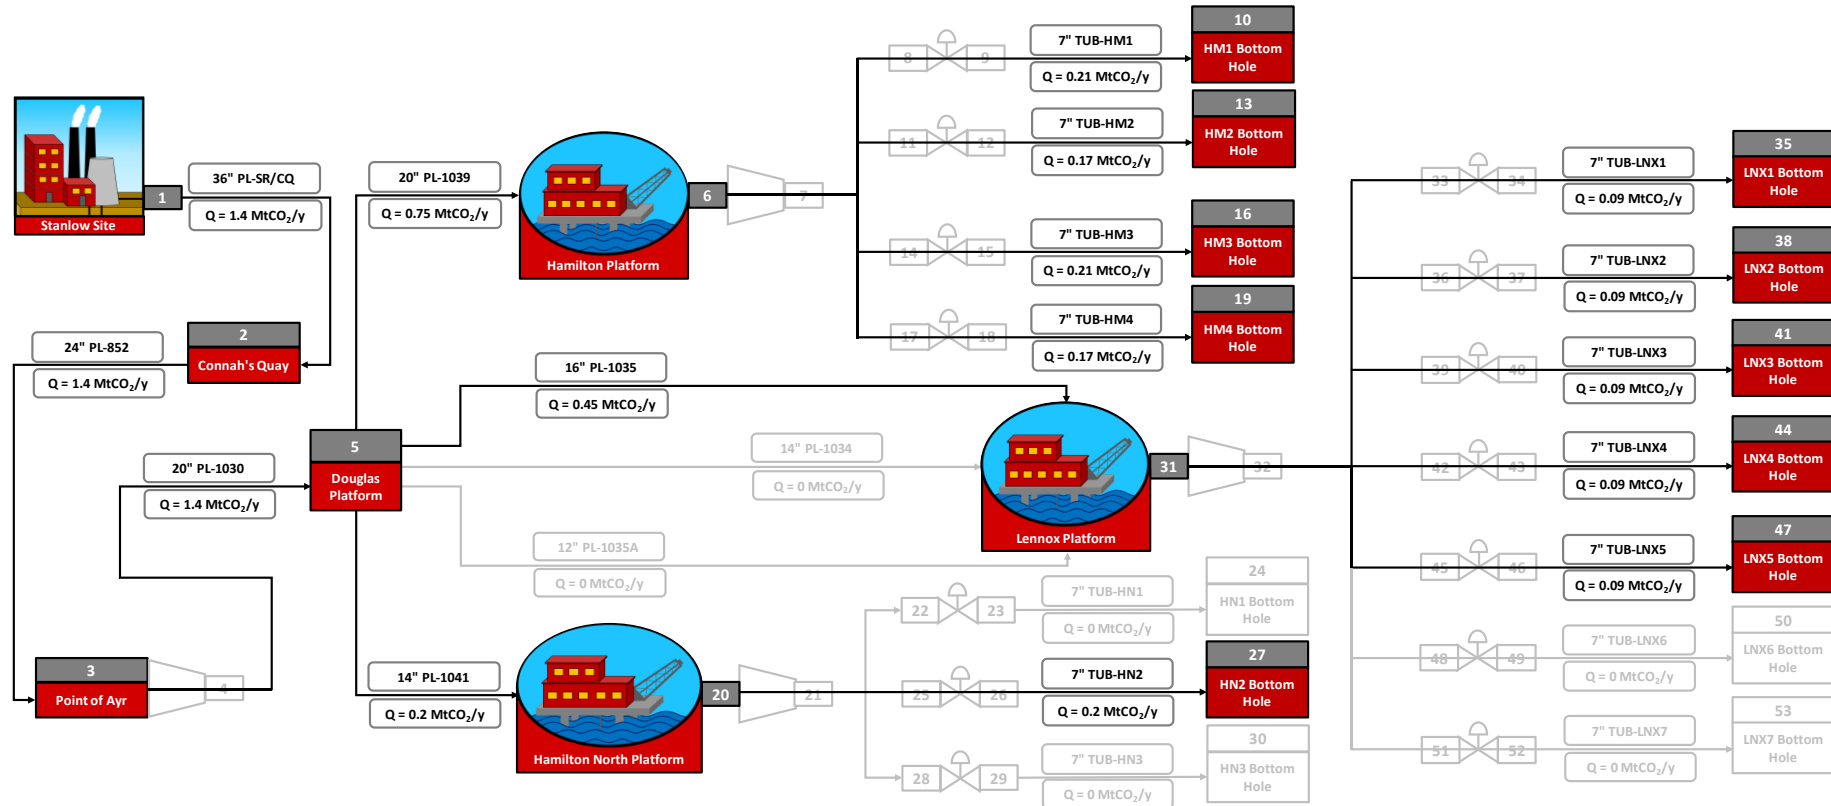 1
36" PL-SR/CQ
Q = 1.4 MtCO₂/y
Stanlow Site
2
Connah's Quay
24" PL-852
Q = 1.4 MtCO₂/y
3
Point of Ayr
4
20" PL-1030
Q = 1.4 MtCO₂/y
5
Douglas
Platform
20" PL-1039
Q = 0.75 MtCO₂/y
Hamilton Platform
6
7
8
9
7" TUB-HM1
Q = 0.21 MtCO₂/y
10
HM1 Bottom
Hole
11
12
7" TUB-HM2
Q = 0.17 MtCO₂/y
13
HM2 Bottom
Hole
14
15
7" TUB-HM3
Q = 0.21 MtCO₂/y
16
HM3 Bottom
Hole
17
18
7" TUB-HM4
Q = 0.17 MtCO₂/y
19
HM4 Bottom
Hole
16" PL-1035
Q = 0.45 MtCO₂/y
14" PL-1034
Q = 0 MtCO₂/y
12" PL-1035A
Q = 0 MtCO₂/y
Lennox Platform
31
32
14" PL-1041
Q = 0.2 MtCO₂/y
Hamilton North Platform
20
21
22
23
7" TUB-HN1
Q = 0 MtCO₂/y
24
HN1 Bottom
Hole
25
26
7" TUB-HN2
Q = 0.2 MtCO₂/y
27
HN2 Bottom
Hole
28
29
7" TUB-HN3
Q = 0 MtCO₂/y
30
HN3 Bottom
Hole
33
34
7" TUB-LNX1
Q = 0.09 MtCO₂/y
35
LNX1 Bottom
Hole
36
37
7" TUB-LNX2
Q = 0.09 MtCO₂/y
38
LNX2 Bottom
Hole
39
40
7" TUB-LNX3
Q = 0.09 MtCO₂/y
41
LNX3 Bottom
Hole
42
43
7" TUB-LNX4
Q = 0.09 MtCO₂/y
44
LNX4 Bottom
Hole
45
46
7" TUB-LNX5
Q = 0.09 MtCO₂/y
47
LNX5 Bottom
Hole
48
49
7" TUB-LNX6
Q = 0 MtCO₂/y
50
LNX6 Bottom
Hole
51
52
7" TUB-LNX7
Q = 0 MtCO₂/y
53
LNX7 Bottom
Hole